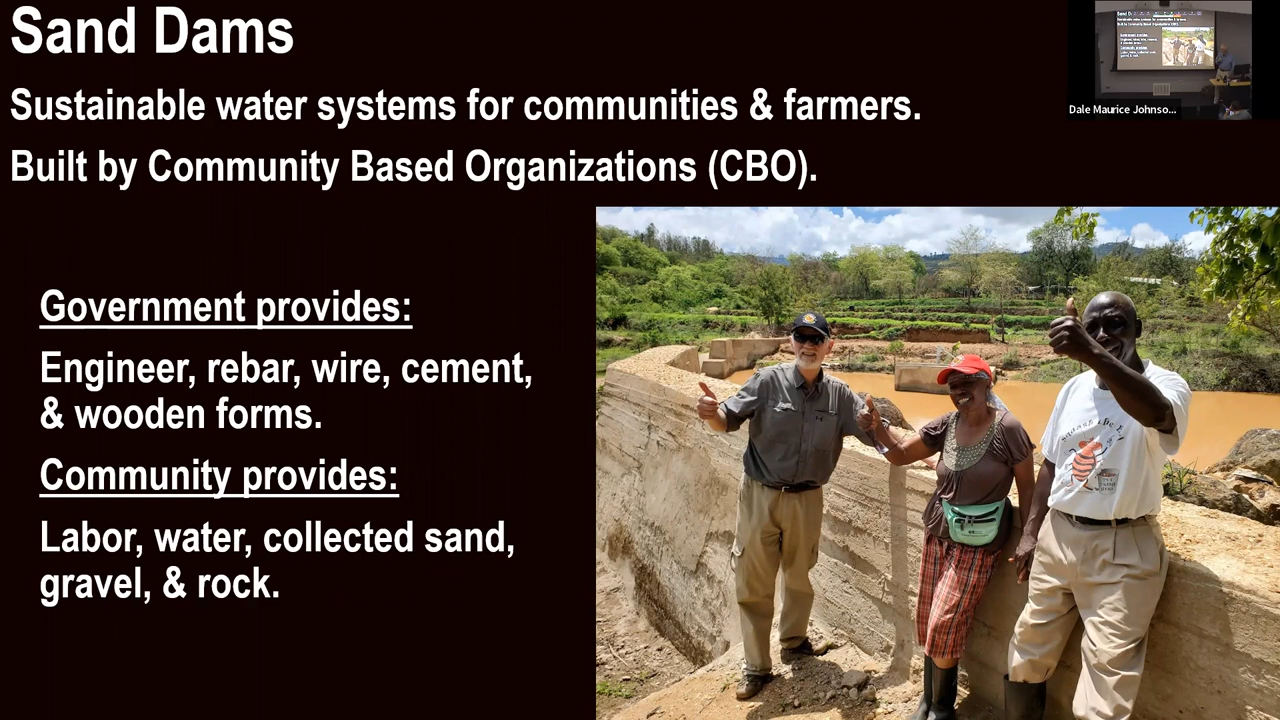 Sand Dams
Sustainable water systems for communities & farmers.
Built by Community Based Organizations (CBO).
Government provides:
Engineer, rebar, wire, cement,
& wooden forms.
Community provides:
Labor, water, collected sand,
gravel, & rock.
Dale Maurice Johnso...